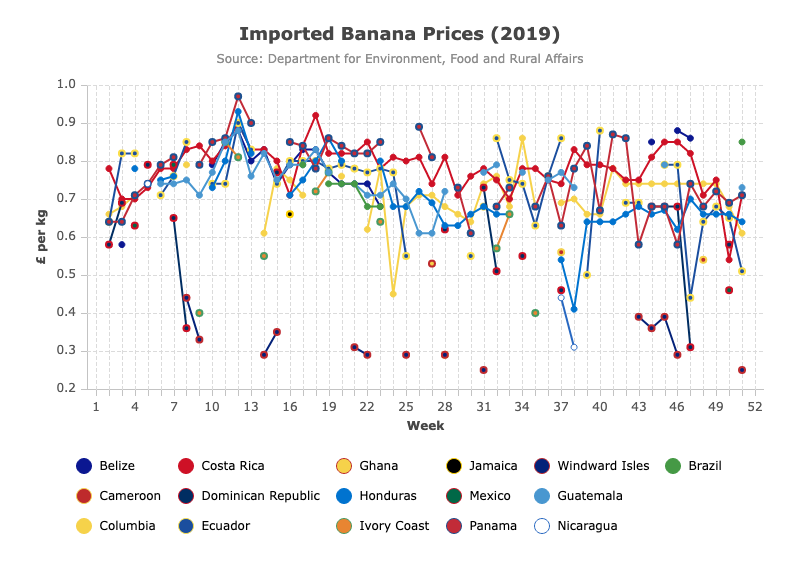 Imported Banana Prices (2019)
Source: Department for Environment, Food and Rural Affairs
1.0
0.9
0.8
0.7
0.6
0.5
0.4
0.3
0.2
£ per kg
1 4 7 10 13 16 19 22 25 28 31 34 37 40 43 46 49 52
Week
Belize Costa Rica Ghana Jamaica Windward Isles Brazil
Cameroon Dominican Republic Honduras Mexico Guatemala
Columbia Ecuador Ivory Coast Panama Nicaragua